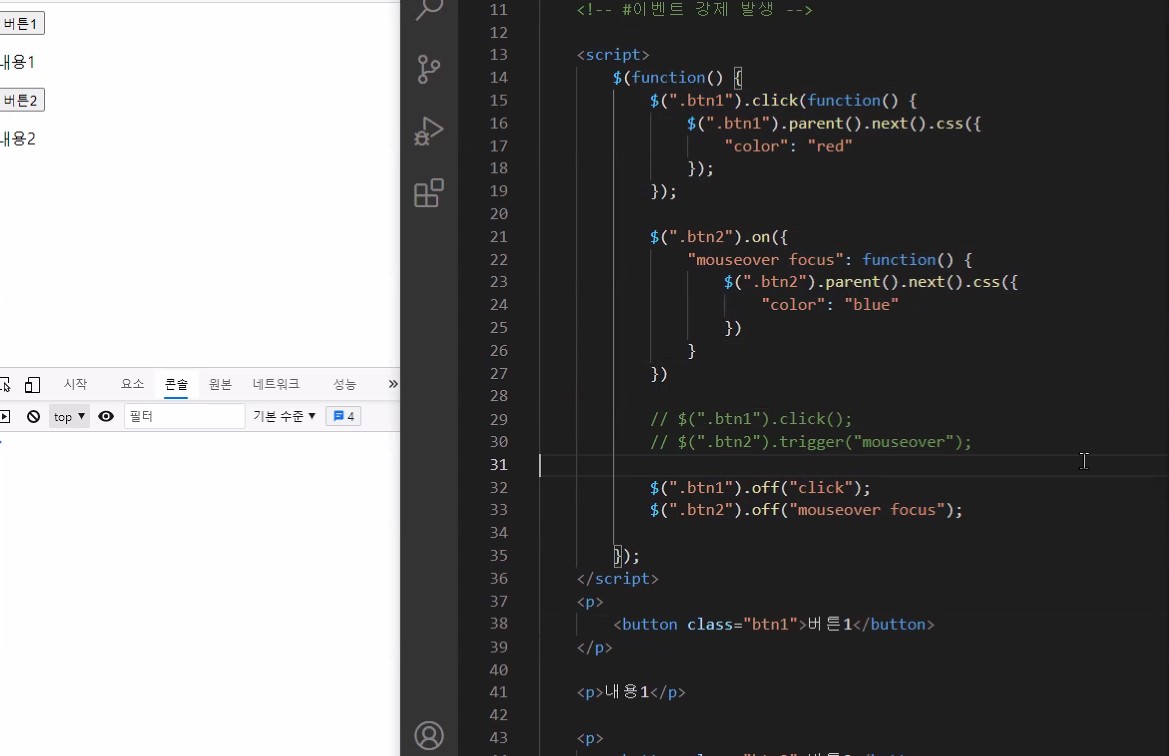 버튼1
내용1
버튼2
내용2
시작 요소 콘솔 원본 네트워크 성능 »
top ▼ 필터 기본 수준 ▼ 4
11 <!-- #이벤트 강제 발생 -->
12
13 <script>
14 $(function() {
15 $(".btn1").click(function() {
16 $(".btn1").parent().next().css({
17 "color": "red"
18 });
19 });
20
21 $(".btn2").on({
22 "mouseover focus": function() {
23 $(".btn2").parent().next().css({
24 "color": "blue"
25 })
26 }
27 })
28
29 // $(".btn1").click();
30 // $(".btn2").trigger("mouseover");
31
32 $(".btn1").off("click");
33 $(".btn2").off("mouseover focus");
34
35 });
36 </script>
37 <p>
38 <button class="btn1">버튼1</button>
39 </p>
40
41 <p>내용1</p>
42
43 <p>